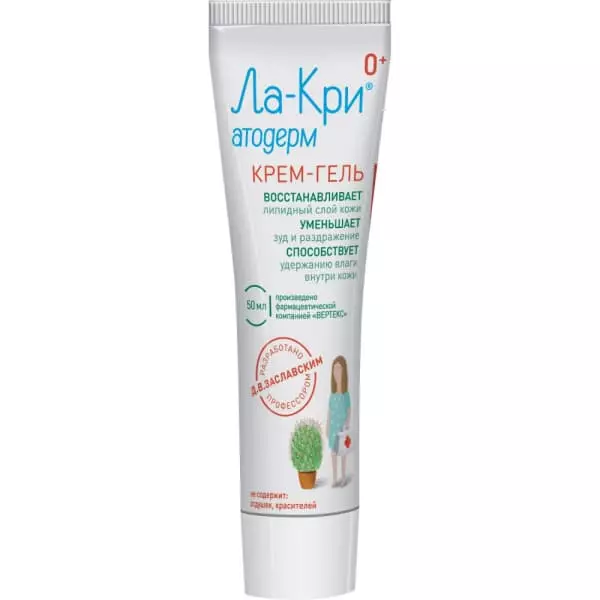 0+
Ла-Кри®
атодерм
КРЕМ-ГЕЛЬ
ВОССТАНАВЛИВАЕТ
липидный слой кожи
УМЕНЬШАЕТ
зуд и раздражение
СПОСОБСТВУЕТ
удержанию влаги
внутри кожи
50 мл
произведено
фармацевтической
компанией «ВЕРТЕКС»
РАЗРАБОТАНО
Д.В.ЗАСЛАВСКИМ
ПРОФЕССОРОМ
не содержит:
отдушек, красителей